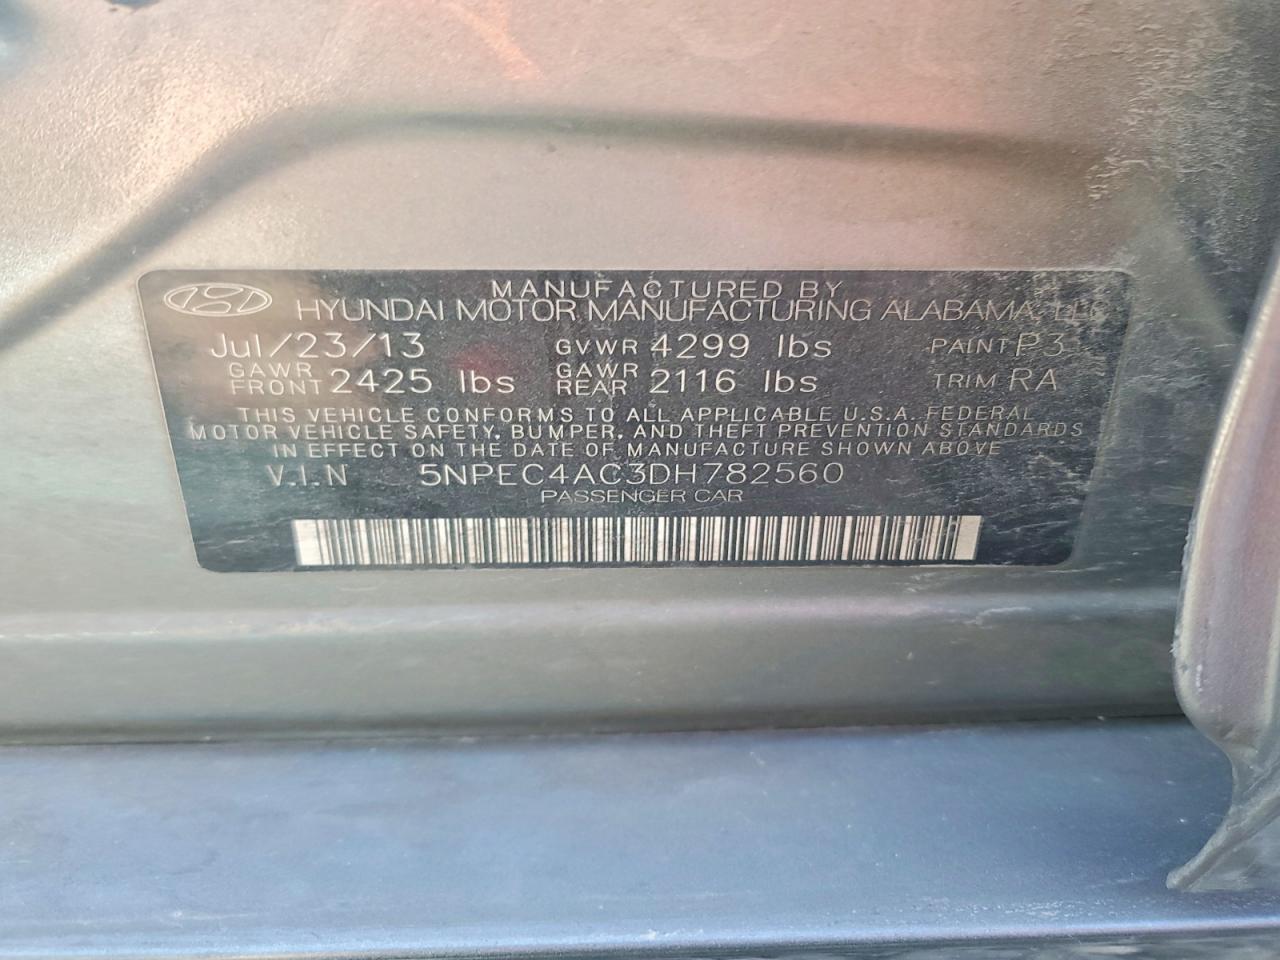 MANUFACTURED BY
HYUNDAI MOTOR MANUFACTURING ALABAMA, LLC
Jul/23/13 GVWR 4299 lbs PAINT P3
GAWR FRONT 2425 lbs GAWR REAR 2116 lbs TRIM RA
THIS VEHICLE CONFORMS TO ALL APPLICABLE U.S.A. FEDERAL
MOTOR VEHICLE SAFETY, BUMPER, AND THEFT PREVENTION STANDARDS
IN EFFECT ON THE DATE OF MANUFACTURE SHOWN ABOVE
V.I.N 5NPEC4AC3DH782560
PASSENGER CAR